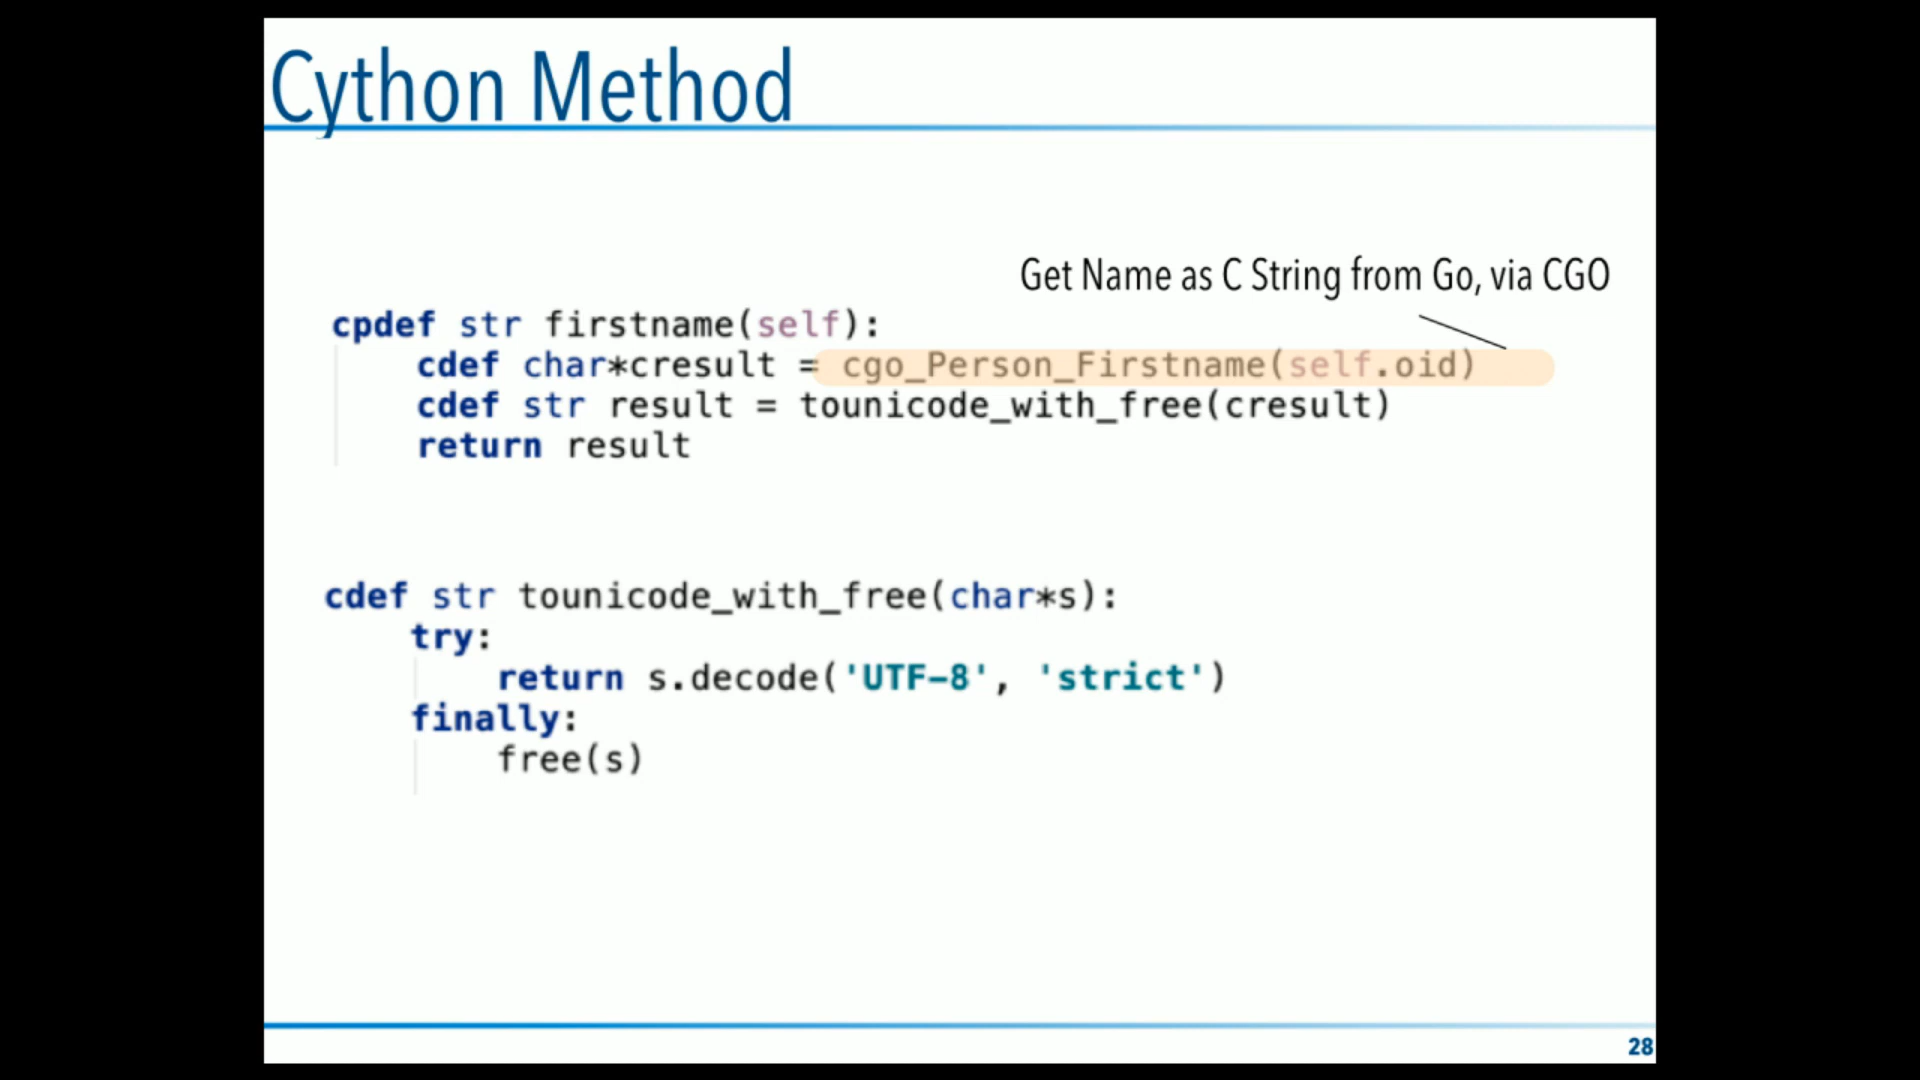 Cython Method
Get Name as C String from Go, via CGO
cpdef str firstname(self):
cdef char*cresult = cgo_Person_Firstname(self.oid)
cdef str result = tounicode_with_free(cresult)
return result
cdef str tounicode_with_free(char*s):
try:
return s.decode('UTF-8', 'strict')
finally:
free(s)
28